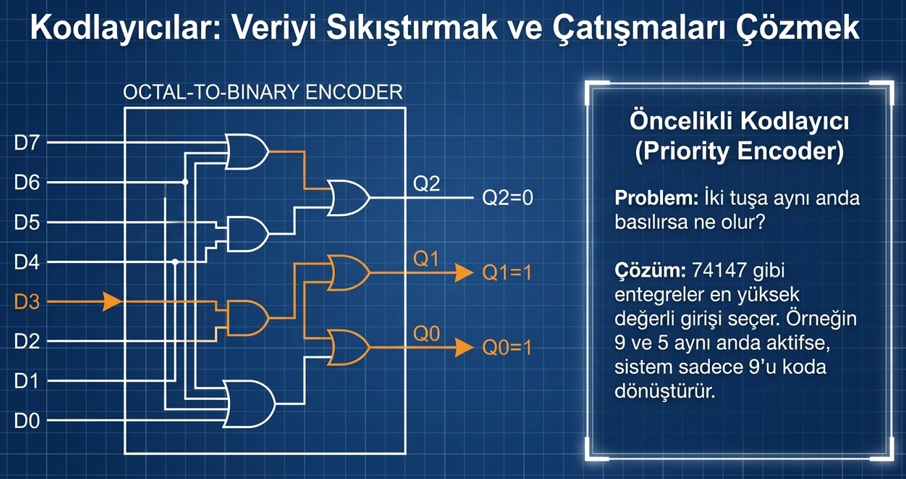 Kodlayıcılar: Veriyi Sıkıştırmak ve Çatışmaları Çözmek
OCTAL-TO-BINARY ENCODER
D7
D6
D5
D4
D3
D2
D1
D0
Q2
Q2=0
Q1
Q1=1
Q0
Q0=1
Öncelikli Kodlayıcı
(Priority Encoder)
Problem: İki tuşa aynı anda
basılırsa ne olur?
Çözüm: 74147 gibi
entegreler en yüksek
değerli girişi seçer. Örneğin
9 ve 5 aynı anda aktifse,
sistem sadece 9'u koda
dönüştürür.